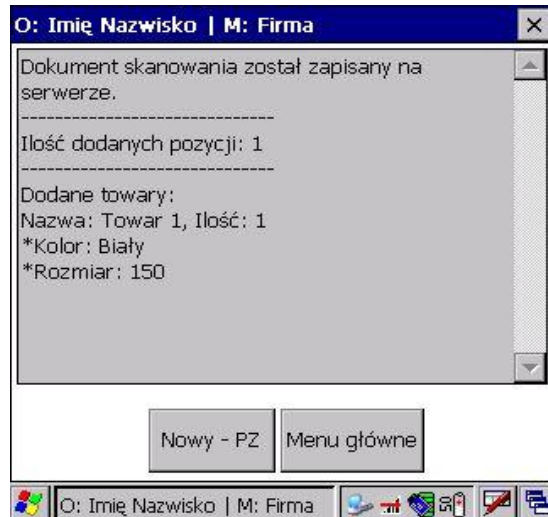 O: Imię Nazwisko | M: Firma
Dokument skanowania został zapisany na
serwerze.
------------------------------
Ilość dodanych pozycji: 1
------------------------------
Dodane towary:
Nazwa: Towar 1, Ilość: 1
*Kolor: Biały
*Rozmiar: 150
Nowy - PZ
Menu główne
O: Imię Nazwisko | M: Firma